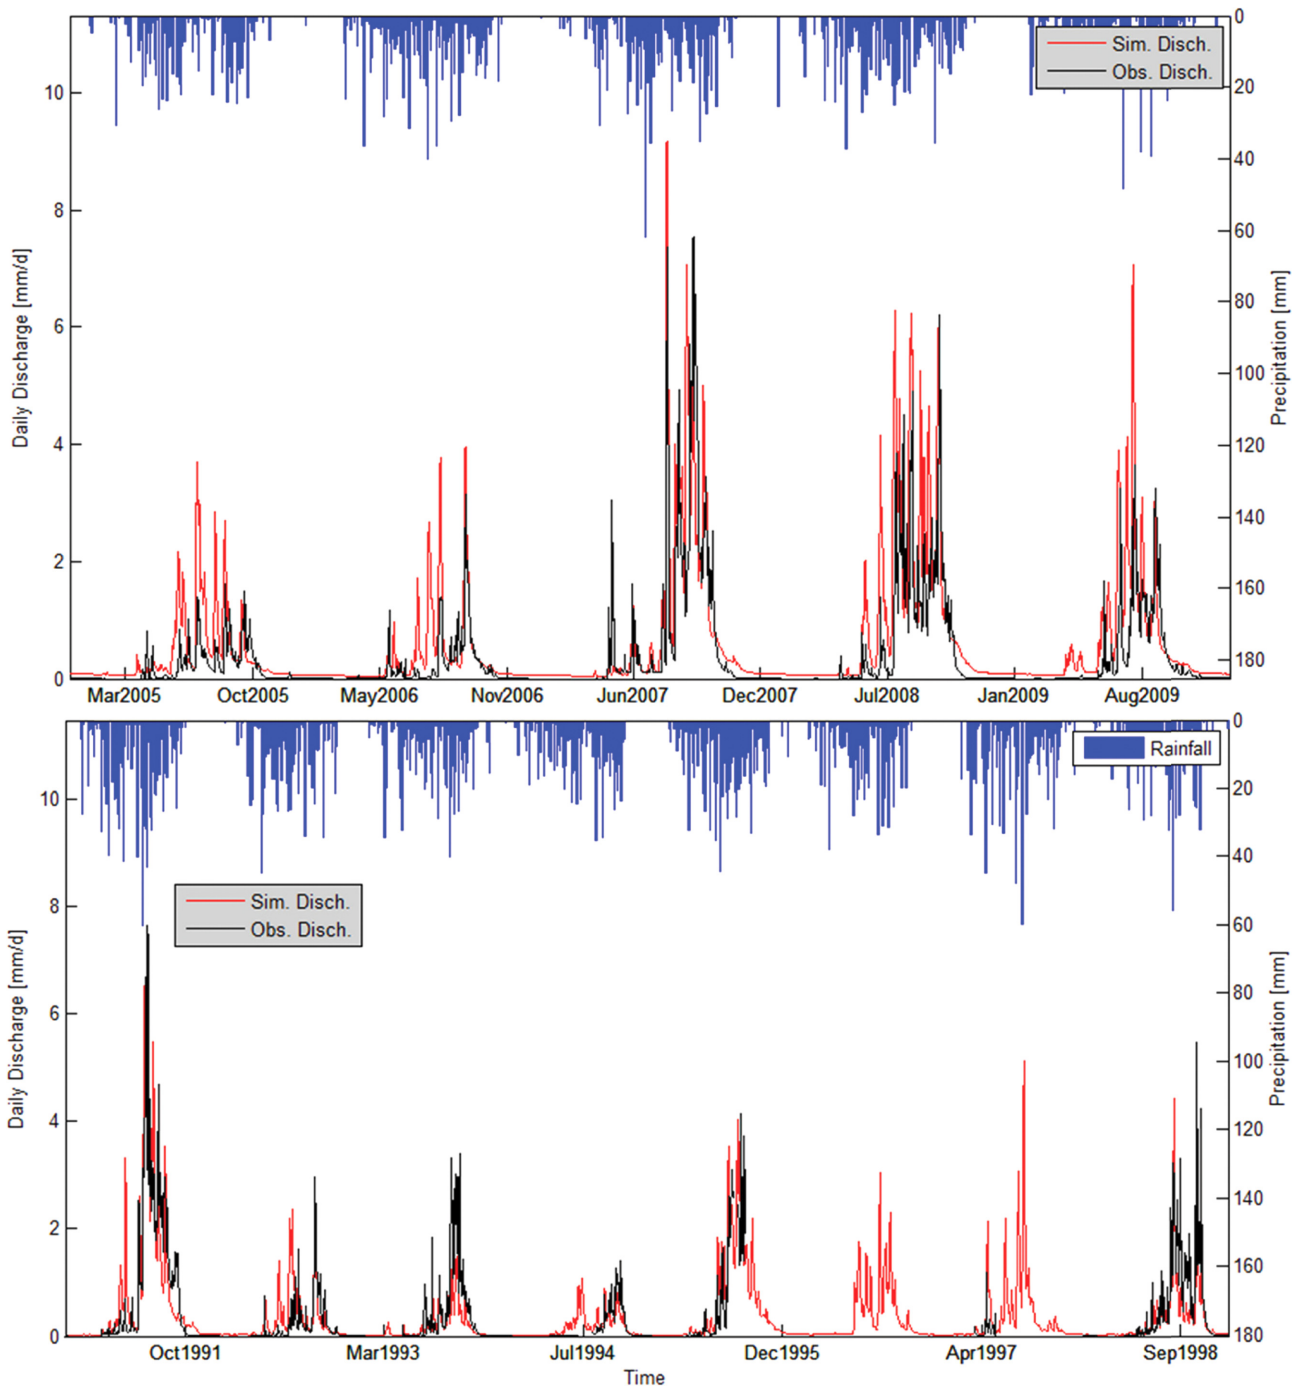 0
Sim. Disch.
Obs. Disch.
10
20
40
8
60
6
80
100
4
120
140
2
160
180
0
Daily Discharge [mm/d]
Precipitation [mm]
Mar2005 Oct2005 May2006 Nov2006 Jun2007 Dec2007 Jul2008 Jan2009 Aug2009
0
Rainfall
10
20
40
8
Sim. Disch.
Obs. Disch.
60
6
80
100
4
120
140
2
160
0
180
Daily Discharge [mm/d]
Precipitation [mm]
Oct1991 Mar1993 Jul1994 Dec1995 Apr1997 Sep1998
Time